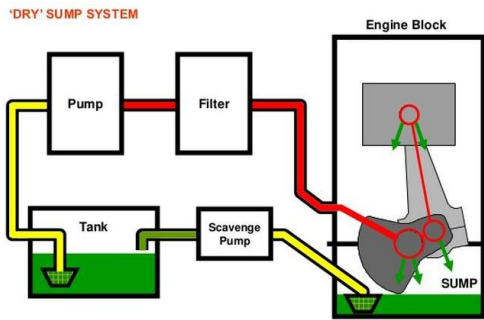 ‘DRY’ SUMP SYSTEM
Engine Block
Pump
Filter
Tank
Scavenge
Pump
SUMP